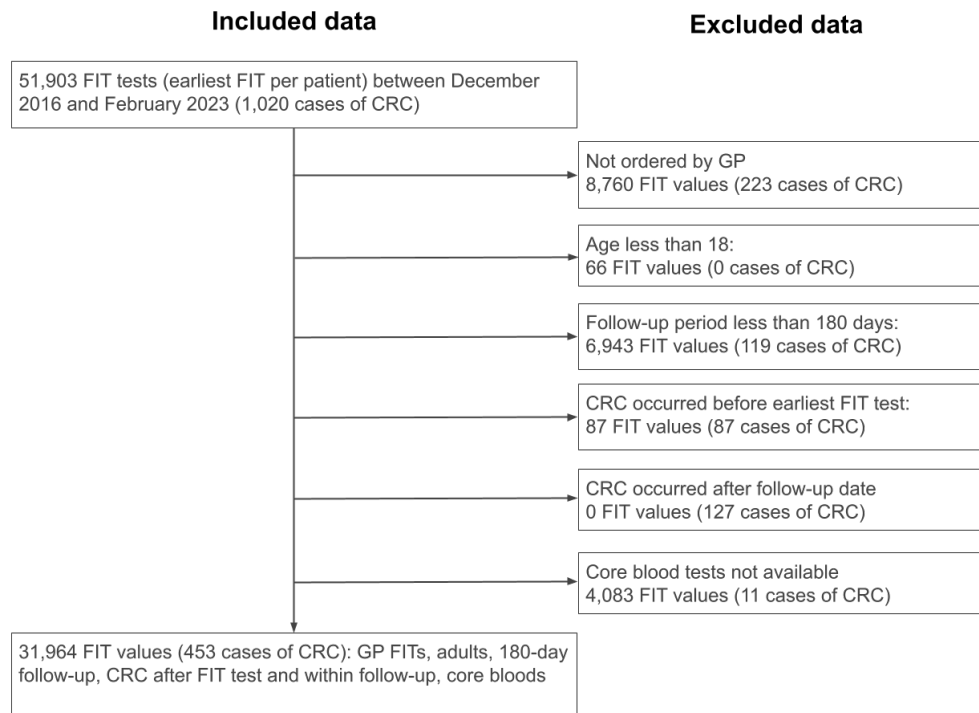 Included data
Excluded data
51,903 FIT tests (earliest FIT per patient) between December
2016 and February 2023 (1,020 cases of CRC)
Not ordered by GP
8,760 FIT values (223 cases of CRC)
Age less than 18:
66 FIT values (0 cases of CRC)
Follow-up period less than 180 days:
6,943 FIT values (119 cases of CRC)
CRC occurred before earliest FIT test:
87 FIT values (87 cases of CRC)
CRC occurred after follow-up date
0 FIT values (127 cases of CRC)
Core blood tests not available
4,083 FIT values (11 cases of CRC)
31,964 FIT values (453 cases of CRC): GP FITs, adults, 180-day
follow-up, CRC after FIT test and within follow-up, core bloods